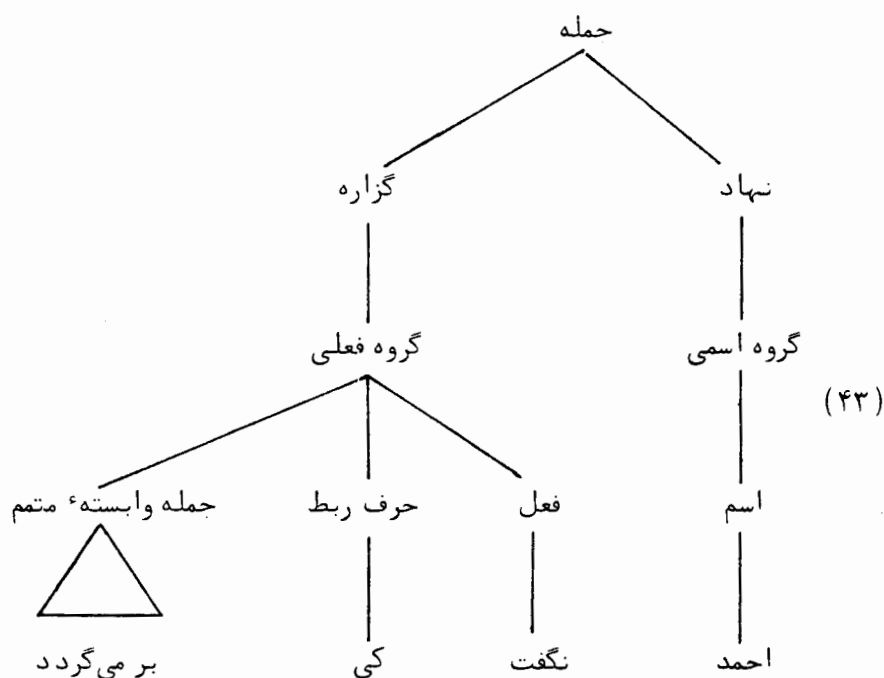 جمله
نهاد گزاره
گروه اسمی گروه فعلی
(۴۳)
اسم فعل حرف ربط جمله وابستهٔ متمم
احمد نگفت کی بر می‌گردد